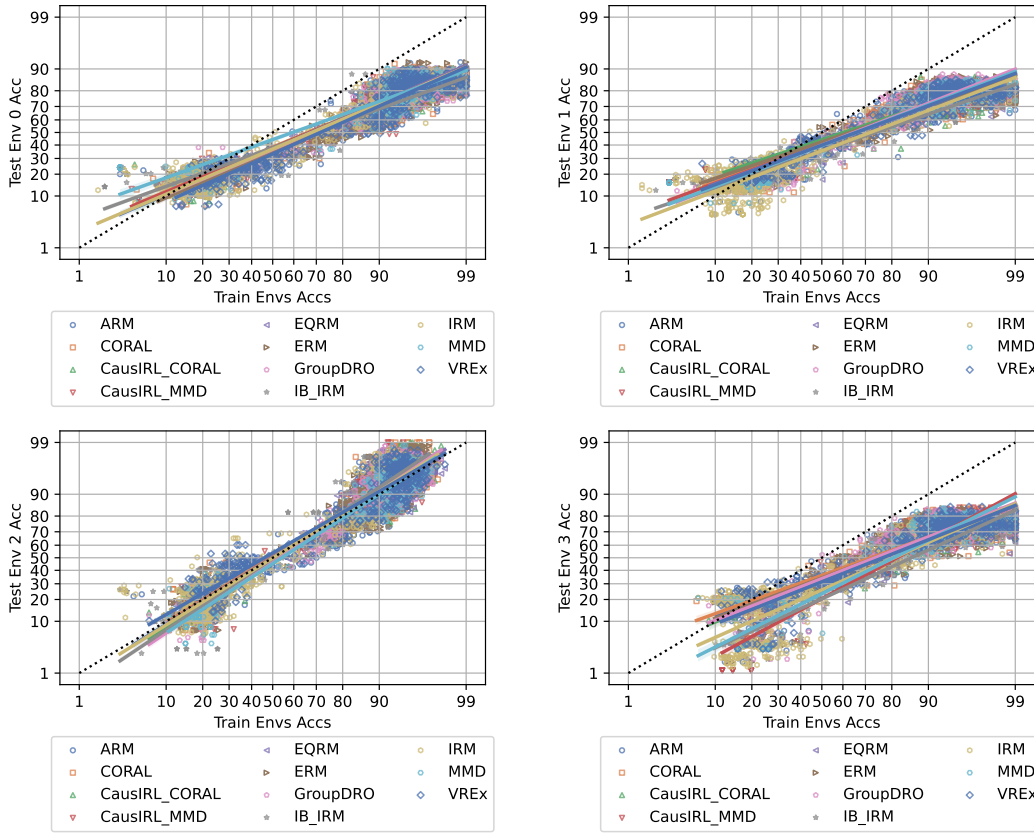 99
90
80
70
60
50
40
30
20
10
1
Test Env 0 Acc
1 10 20 30 40 50 60 70 80 90 99
Train Envs Accs
ARM EQRM IRM
CORAL ERM MMD
CausIRL_CORAL GroupDRO VREx
CausIRL_MMD IB_IRM
99
90
80
70
60
50
40
30
20
10
1
Test Env 1 Acc
1 10 20 30 40 50 60 70 80 90 99
Train Envs Accs
ARM EQRM IRM
CORAL ERM MMD
CausIRL_CORAL GroupDRO VREx
CausIRL_MMD IB_IRM
99
90
80
70
60
50
40
30
20
10
1
Test Env 2 Acc
1 10 20 30 40 50 60 70 80 90 99
Train Envs Accs
ARM EQRM IRM
CORAL ERM MMD
CausIRL_CORAL GroupDRO VREx
CausIRL_MMD IB_IRM
99
90
80
70
60
50
40
30
20
10
1
Test Env 3 Acc
1 10 20 30 40 50 60 70 80 90 99
Train Envs Accs
ARM EQRM IRM
CORAL ERM MMD
CausIRL_CORAL GroupDRO VREx
CausIRL_MMD IB_IRM